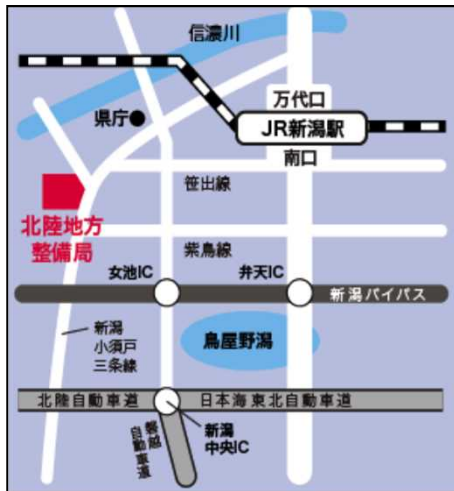 信濃川
万代口
県庁
JR新潟駅
南口
笹出線
北陸地方
整備局
紫鳥線
女池IC
弁天IC
新潟バイパス
新潟
小須戸
三条線
鳥屋野潟
北陸自動車道
日本海東北自動車道
磐越
自動車道
新潟
中央IC